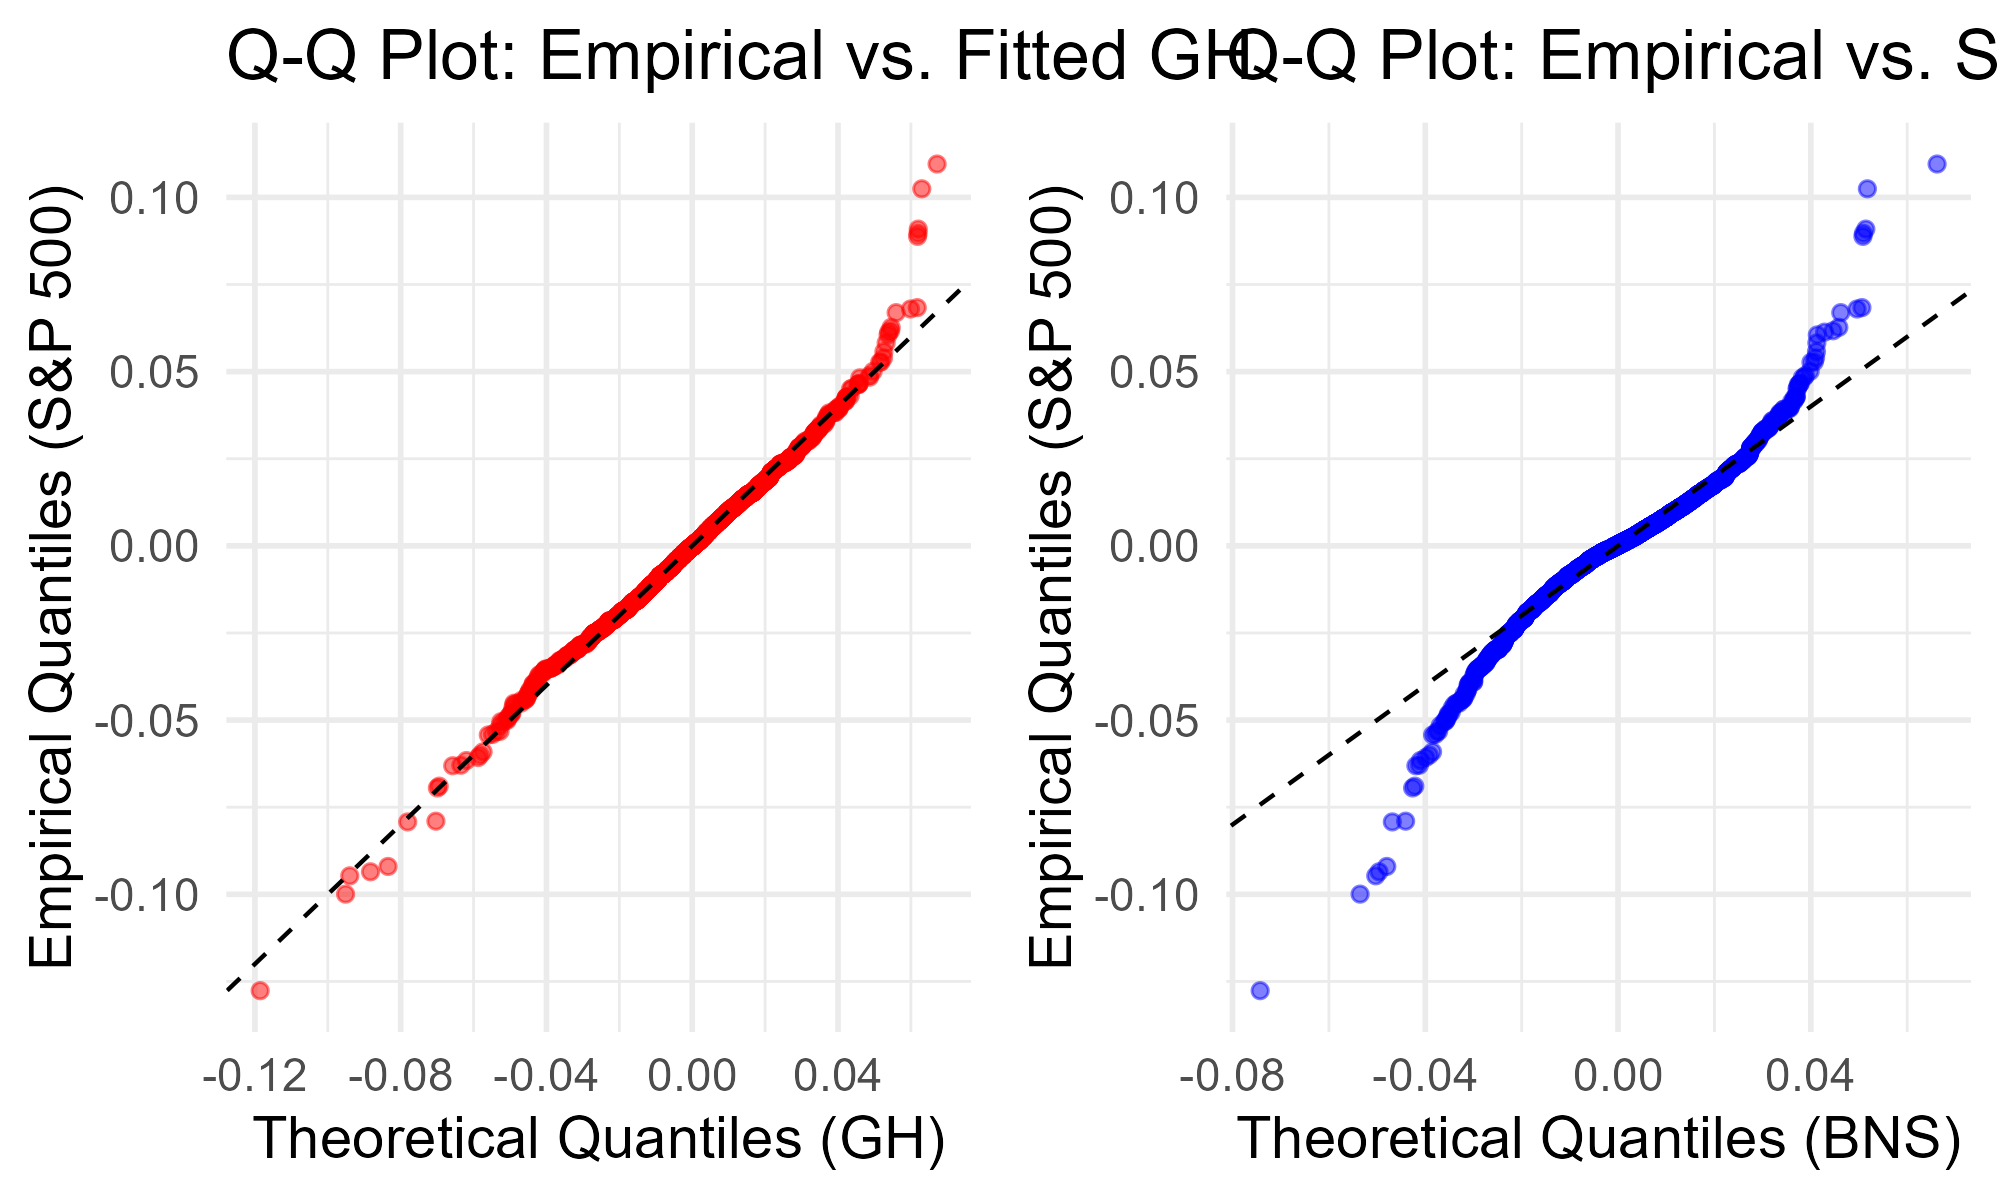 Q-Q Plot: Empirical vs. Fitted GH
Empirical Quantiles (S&P 500)
0.10
0.05
0.00
-0.05
-0.10
-0.12 -0.08 -0.04 0.00 0.04
Theoretical Quantiles (GH)
Q-Q Plot: Empirical vs. S
Empirical Quantiles (S&P 500)
0.10
0.05
0.00
-0.05
-0.10
-0.08 -0.04 0.00 0.04
Theoretical Quantiles (BNS)